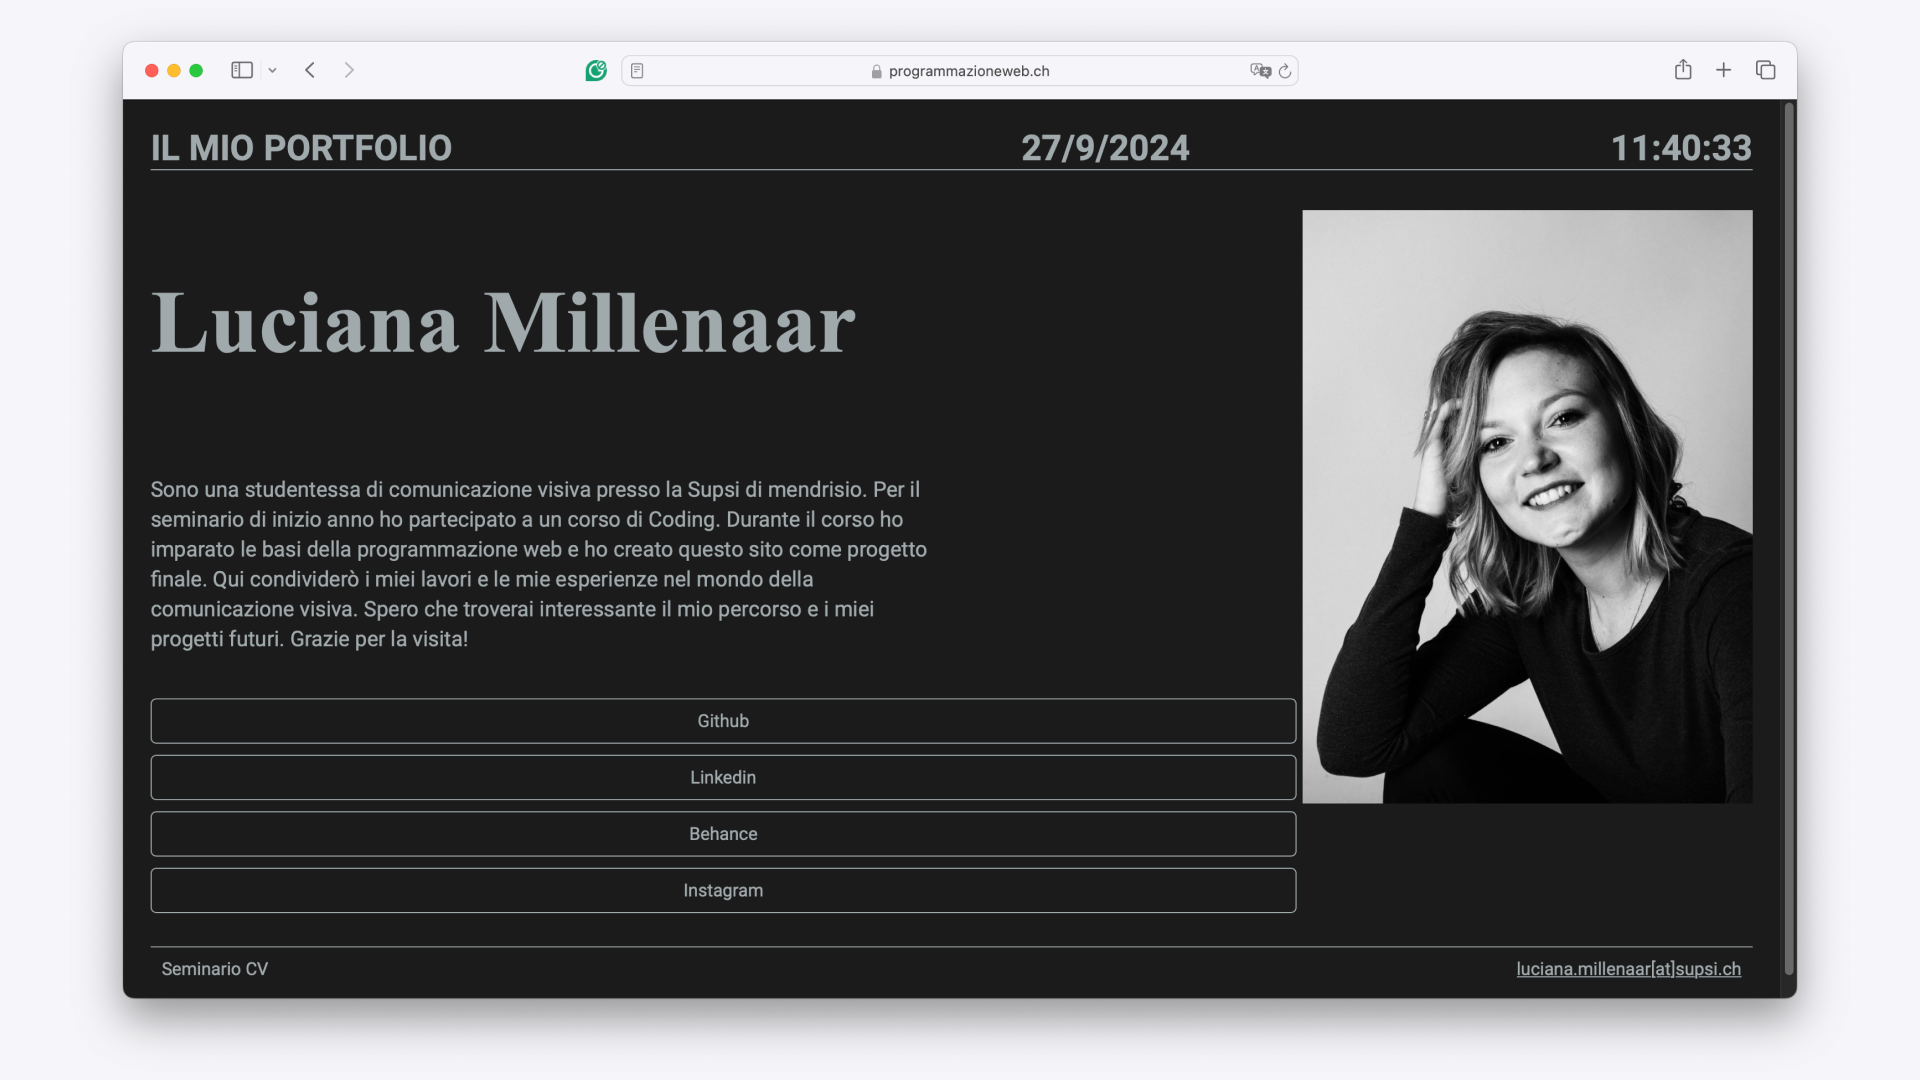 programmazioneweb.ch
IL MIO PORTFOLIO
27/9/2024
11:40:33
Luciana Millenaar
Sono una studentessa di comunicazione visiva presso la Supsi di mendrisio. Per il
seminario di inizio anno ho partecipato a un corso di Coding. Durante il corso ho
imparato le basi della programmazione web e ho creato questo sito come progetto
finale. Qui condividerò i miei lavori e le mie esperienze nel mondo della
comunicazione visiva. Spero che troverai interessante il mio percorso e i miei
progetti futuri. Grazie per la visita!
Github
Linkedin
Behance
Instagram
Seminario CV
luciana.millenaar[at]supsi.ch